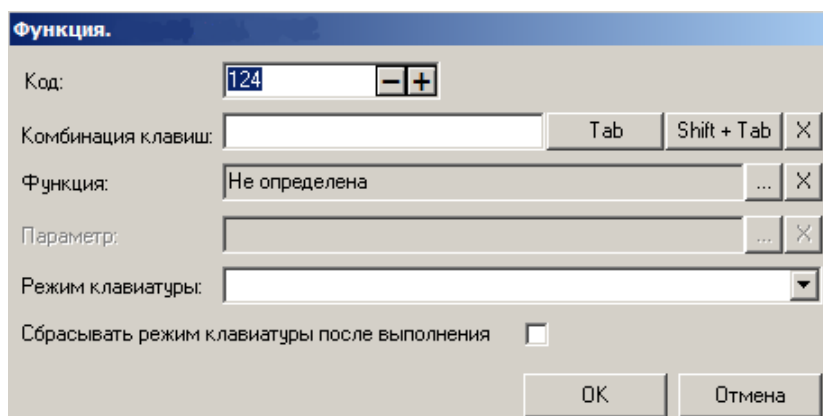 Функция.
Код: 124 − +
Комбинация клавиш: Tab Shift + Tab X
Функция: Не определена ... X
Параметр: ... X
Режим клавиатуры:
Сбрасывать режим клавиатуры после выполнения
OK Отмена